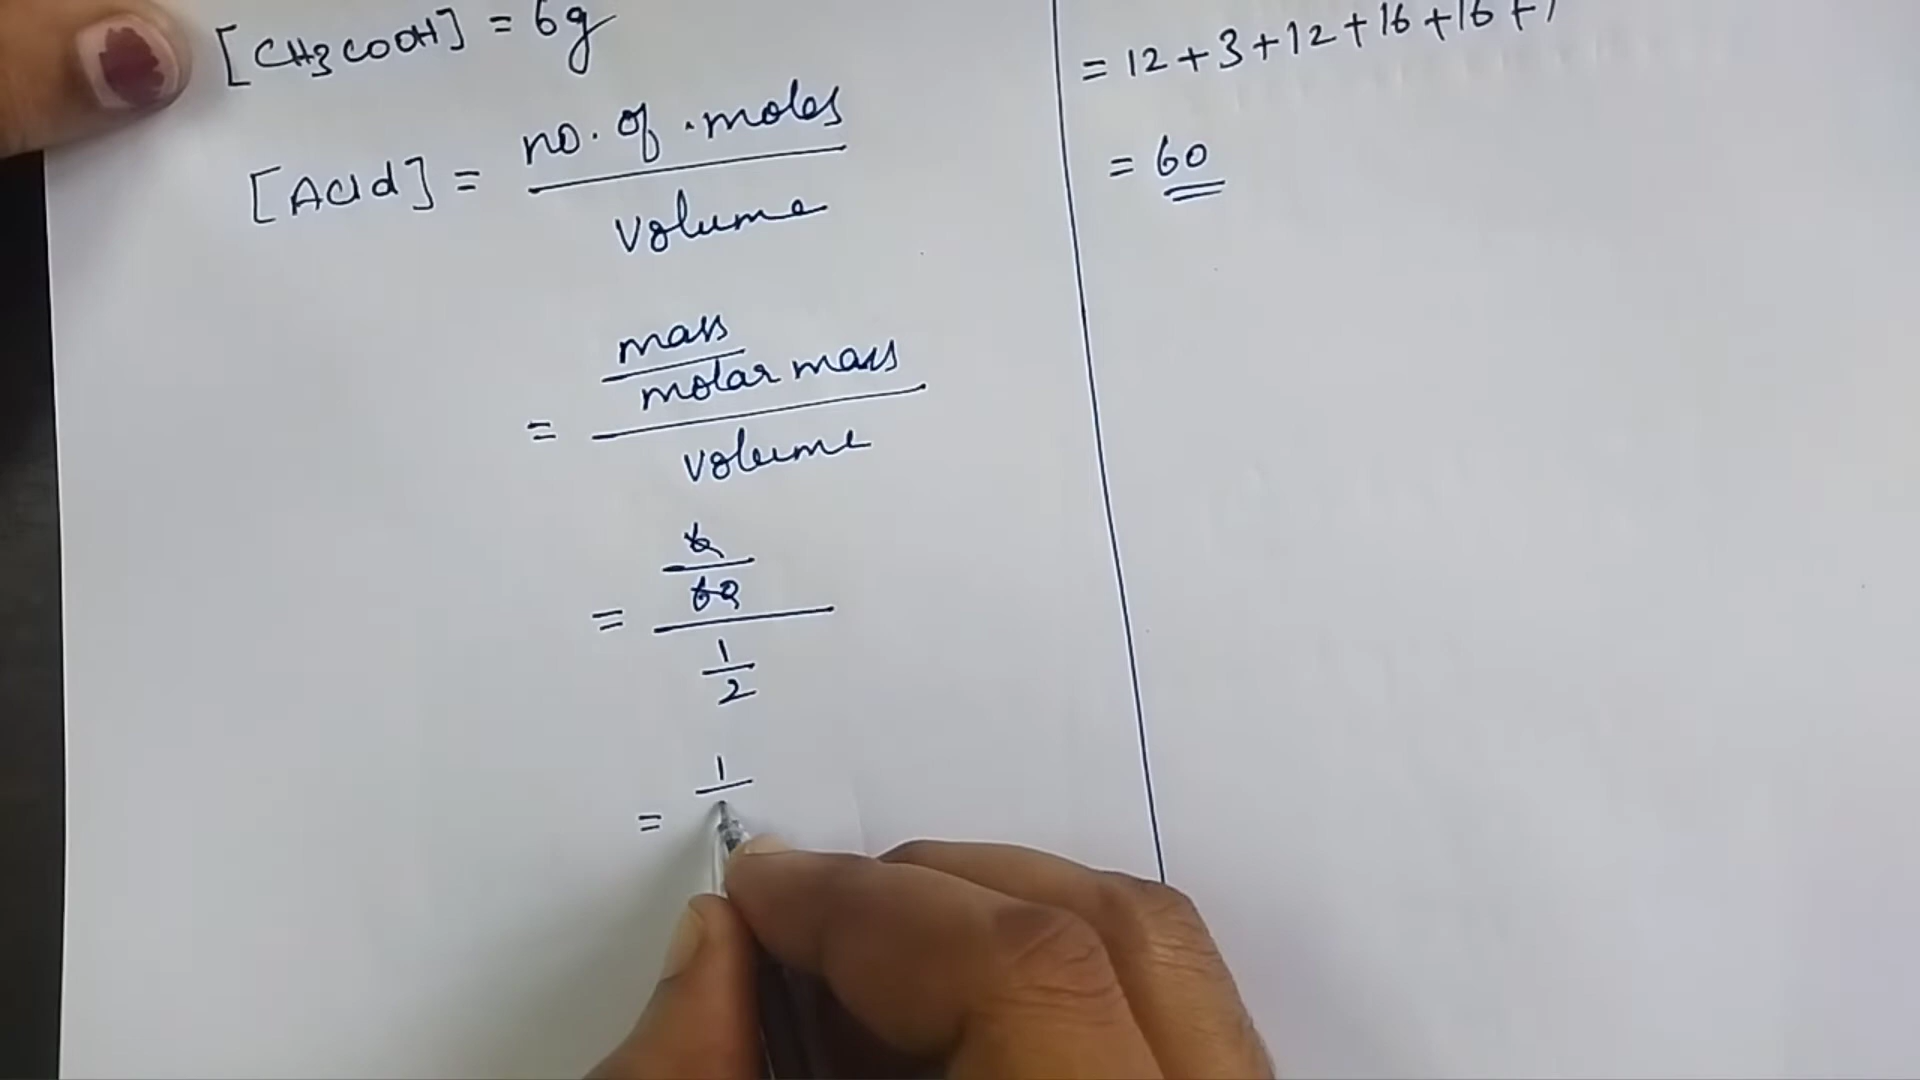 [CH3COOH] = 6g
[Acid] = no. of. moles
volume
= mass
molar mass
volume
= 6
60
1
2
= 1
= 12+3+12+16+16+1
= 60